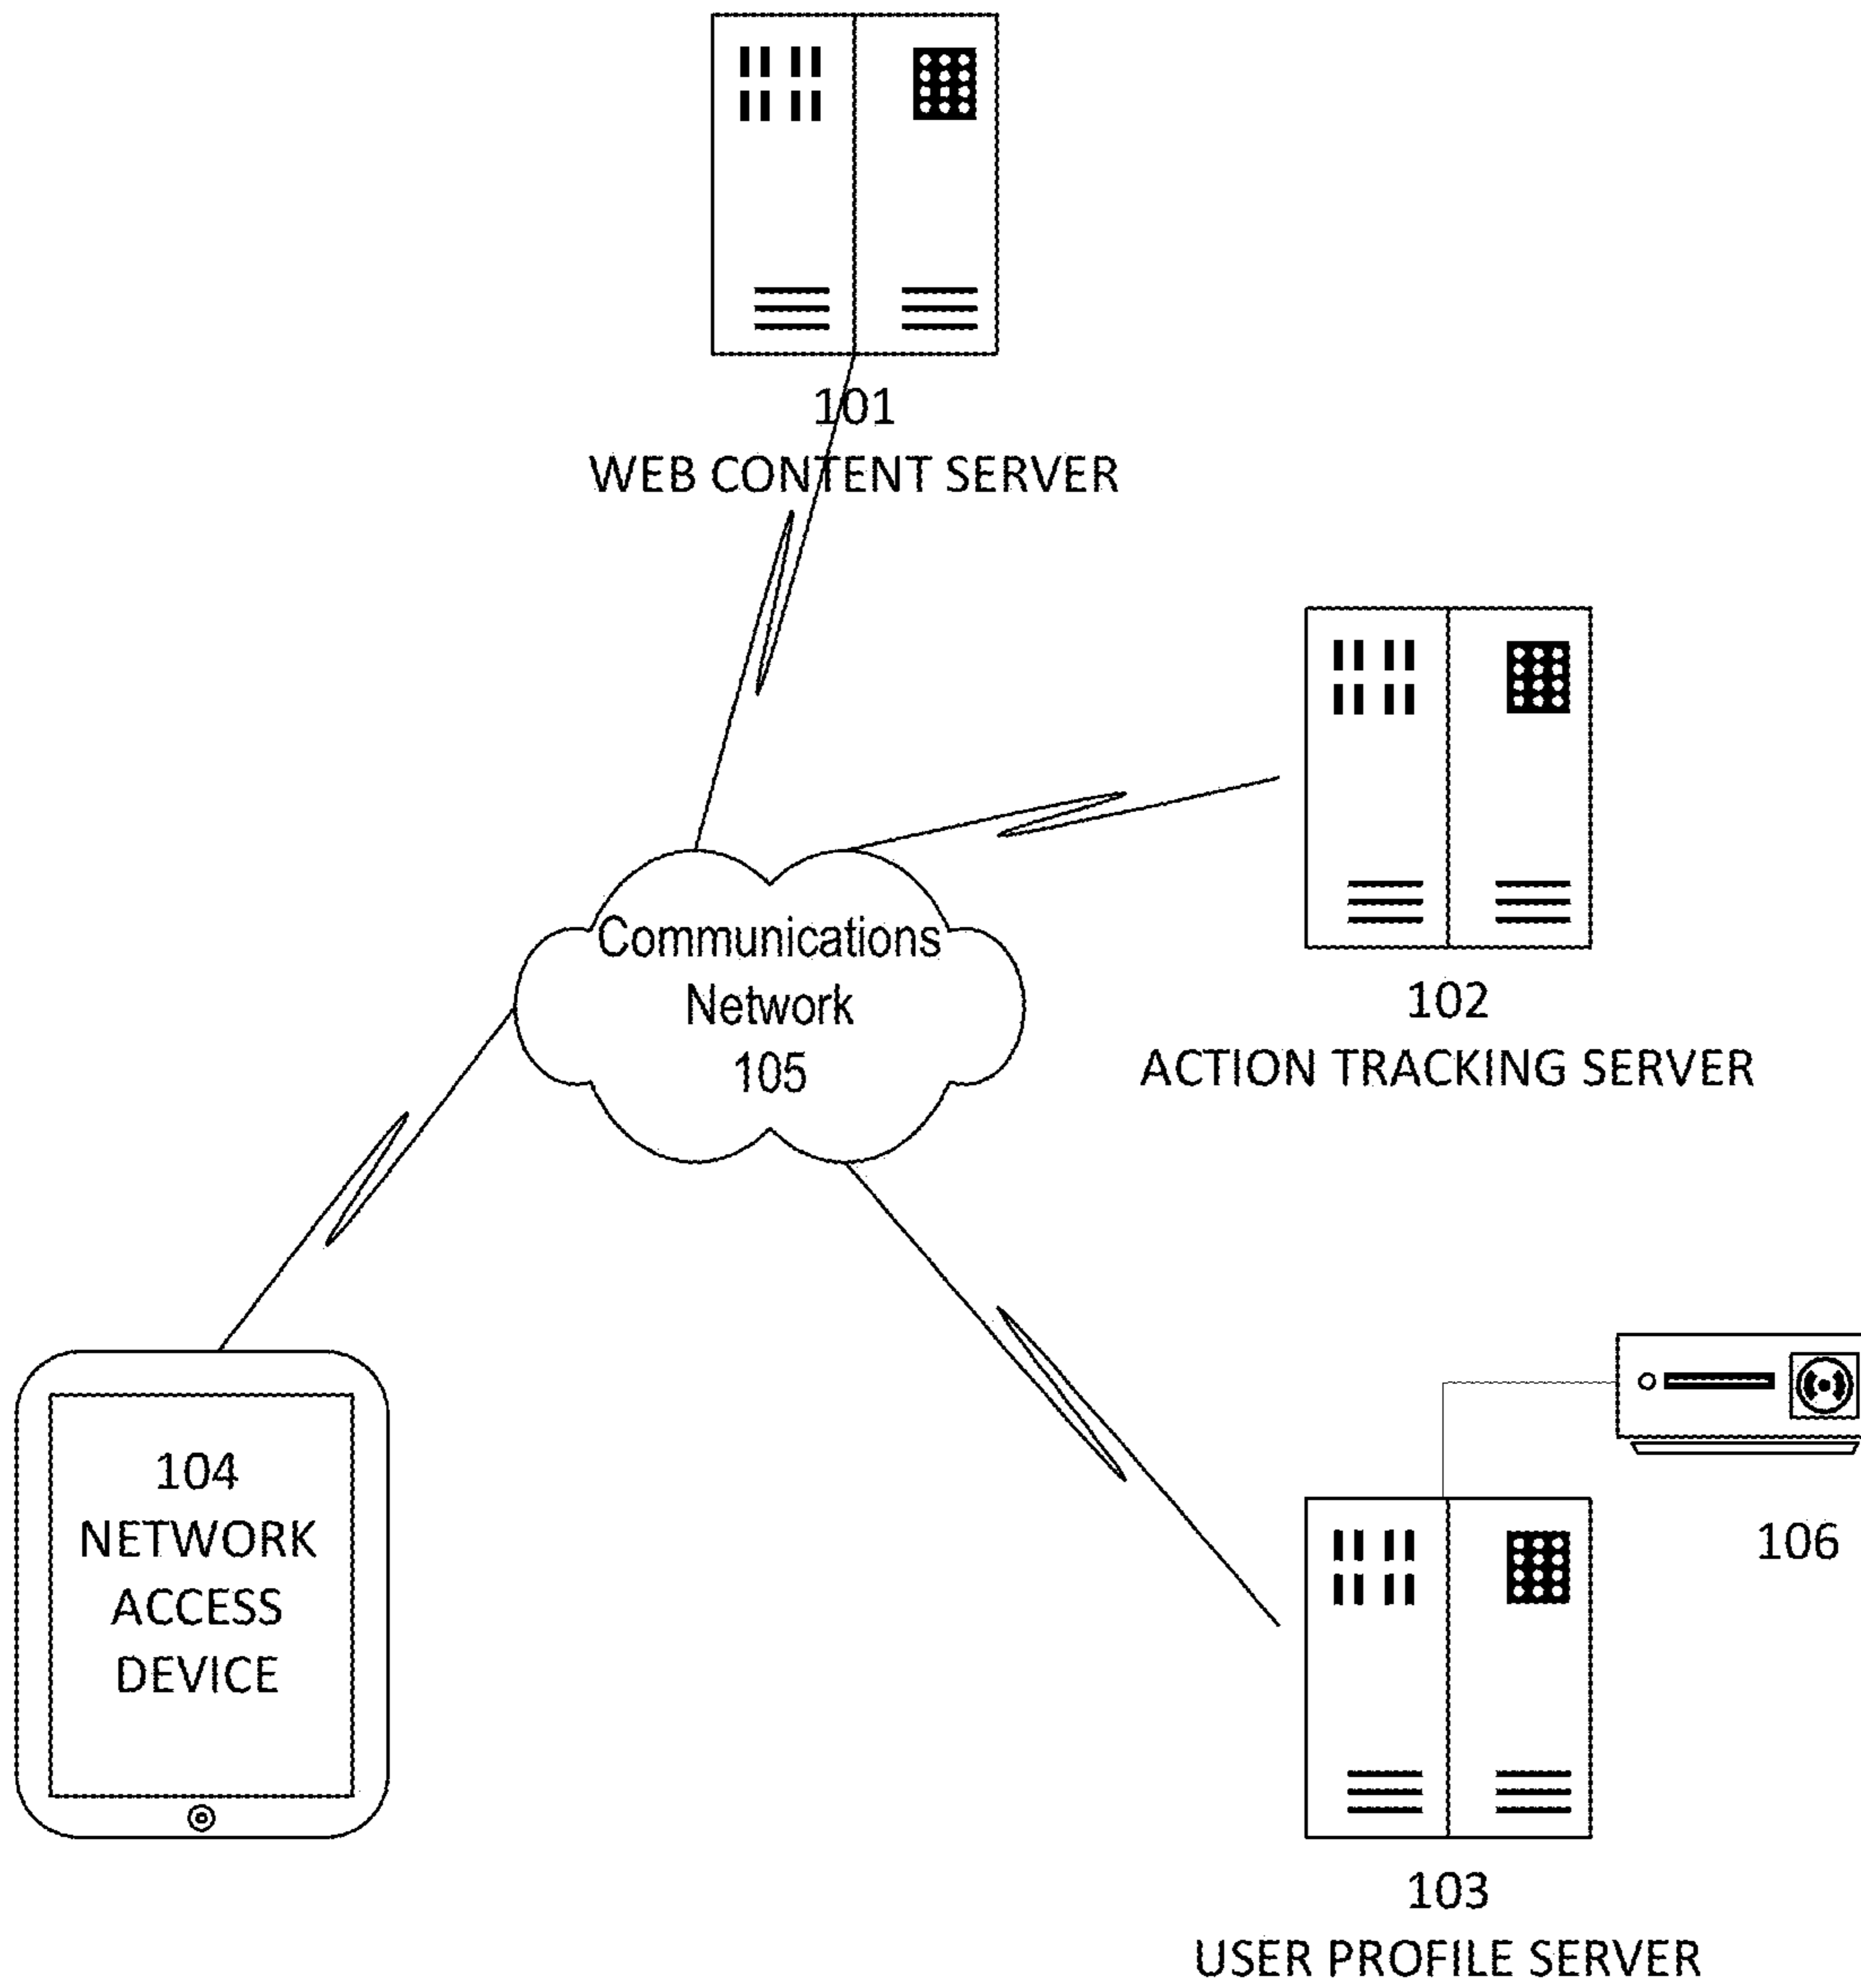 101
WEB CONTENT SERVER
102
ACTION TRACKING SERVER
Communications
Network
105
104
NETWORK
ACCESS
DEVICE
106
103
USER PROFILE SERVER